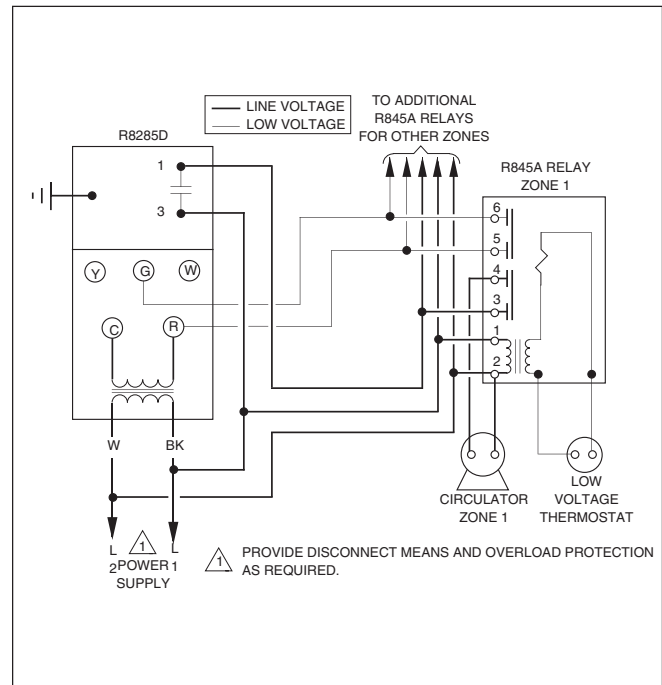 LINE VOLTAGE
LOW VOLTAGE
TO ADDITIONAL
R845A RELAYS
FOR OTHER ZONES
R8285D
R845A RELAY
ZONE 1
1
3
Y
G
W
C
R
W
BK
6
5
4
3
1
2
CIRCULATOR
ZONE 1
LOW
VOLTAGE
THERMOSTAT
L
2
1
L
1
POWER
SUPPLY
1
PROVIDE DISCONNECT MEANS AND OVERLOAD PROTECTION
AS REQUIRED.